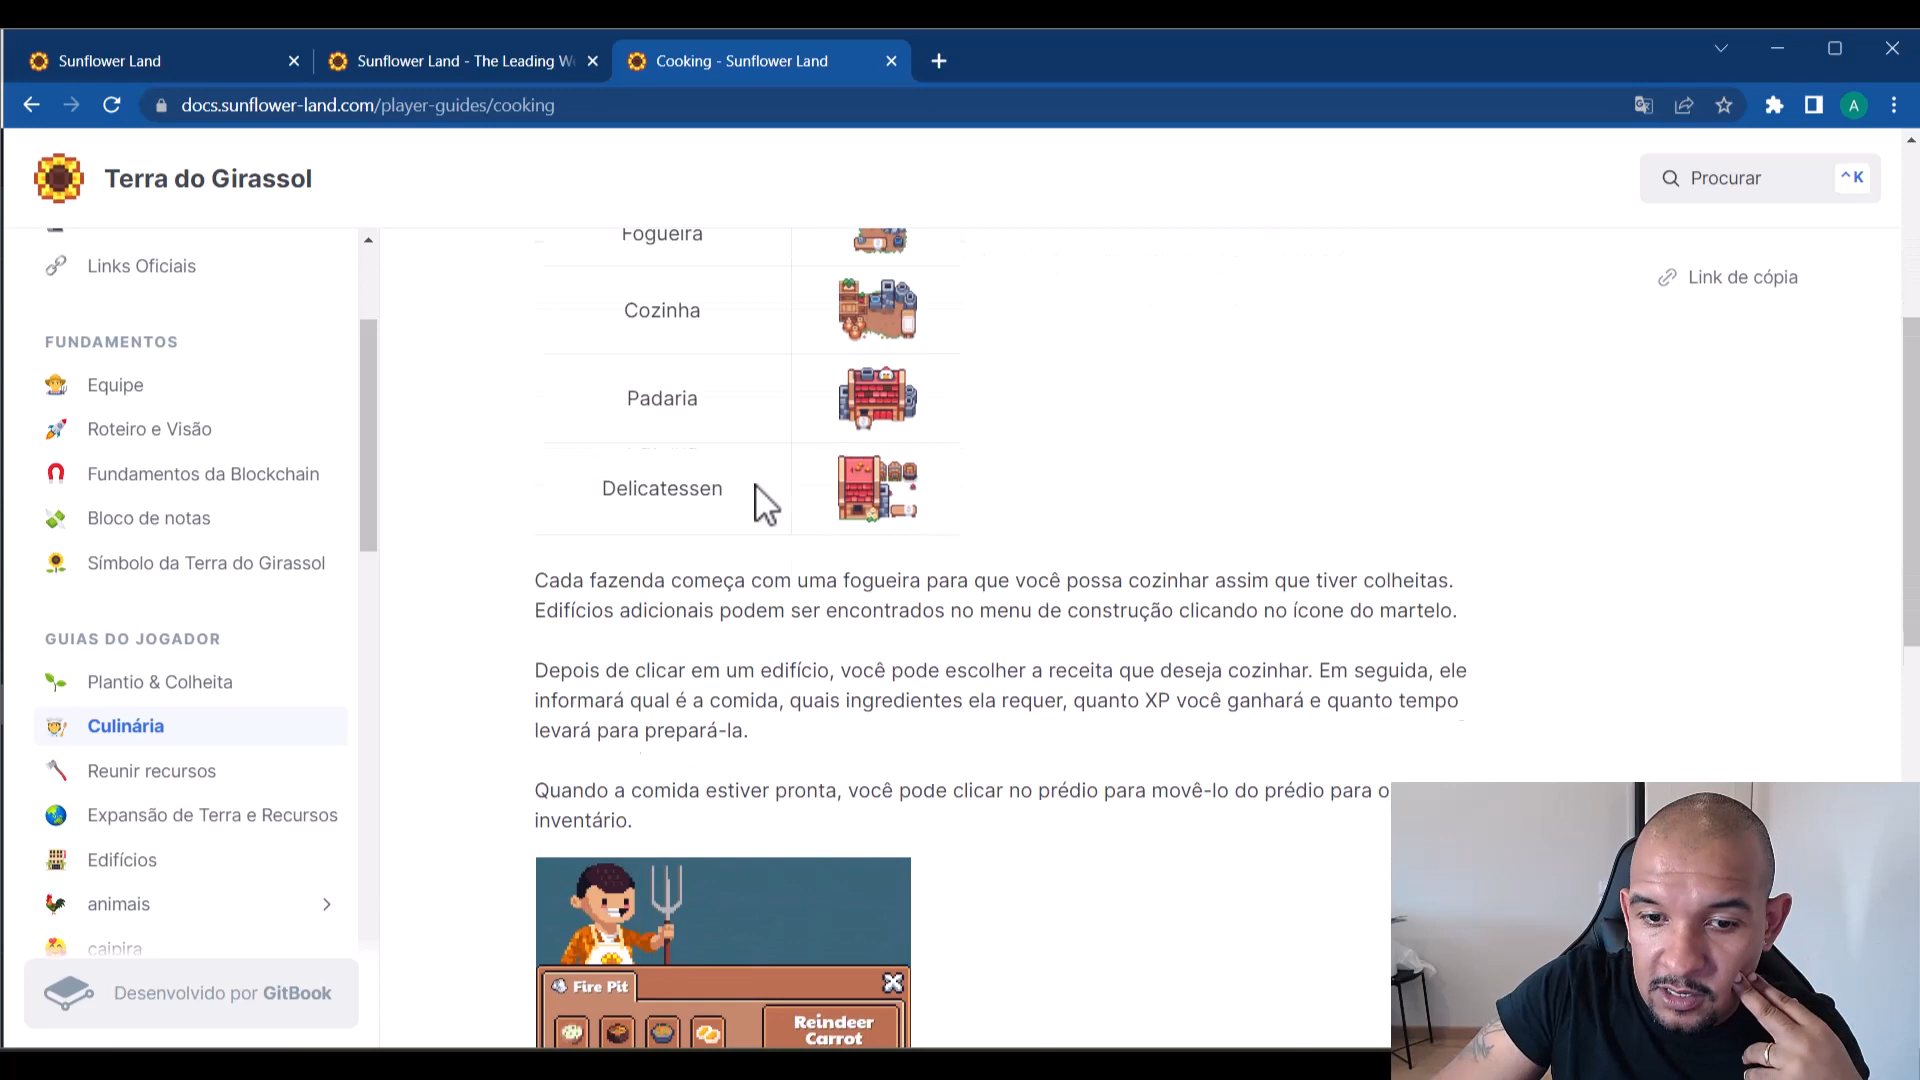 Sunflower Land
Sunflower Land - The Leading W
Cooking - Sunflower Land
docs.sunflower-land.com/player-guides/cooking
A
Terra do Girassol
Procurar
^K
Links Oficiais
FUNDAMENTOS
Equipe
Roteiro e Visão
Fundamentos da Blockchain
Bloco de notas
Símbolo da Terra do Girassol
GUIAS DO JOGADOR
Plantio & Colheita
Culinária
Reunir recursos
Expansão de Terra e Recursos
Edifícios
animais
caipira
Desenvolvido por GitBook
Fogueira
Cozinha
Padaria
Delicatessen
Cada fazenda começa com uma fogueira para que você possa cozinhar assim que tiver colheitas.
Edifícios adicionais podem ser encontrados no menu de construção clicando no ícone do martelo.
Depois de clicar em um edifício, você pode escolher a receita que deseja cozinhar. Em seguida, ele
informará qual é a comida, quais ingredientes ela requer, quanto XP você ganhará e quanto tempo
levará para prepará-la.
Quando a comida estiver pronta, você pode clicar no prédio para movê-lo do prédio para o
inventário.
Fire Pit
Reindeer
Carrot
Link de cópia